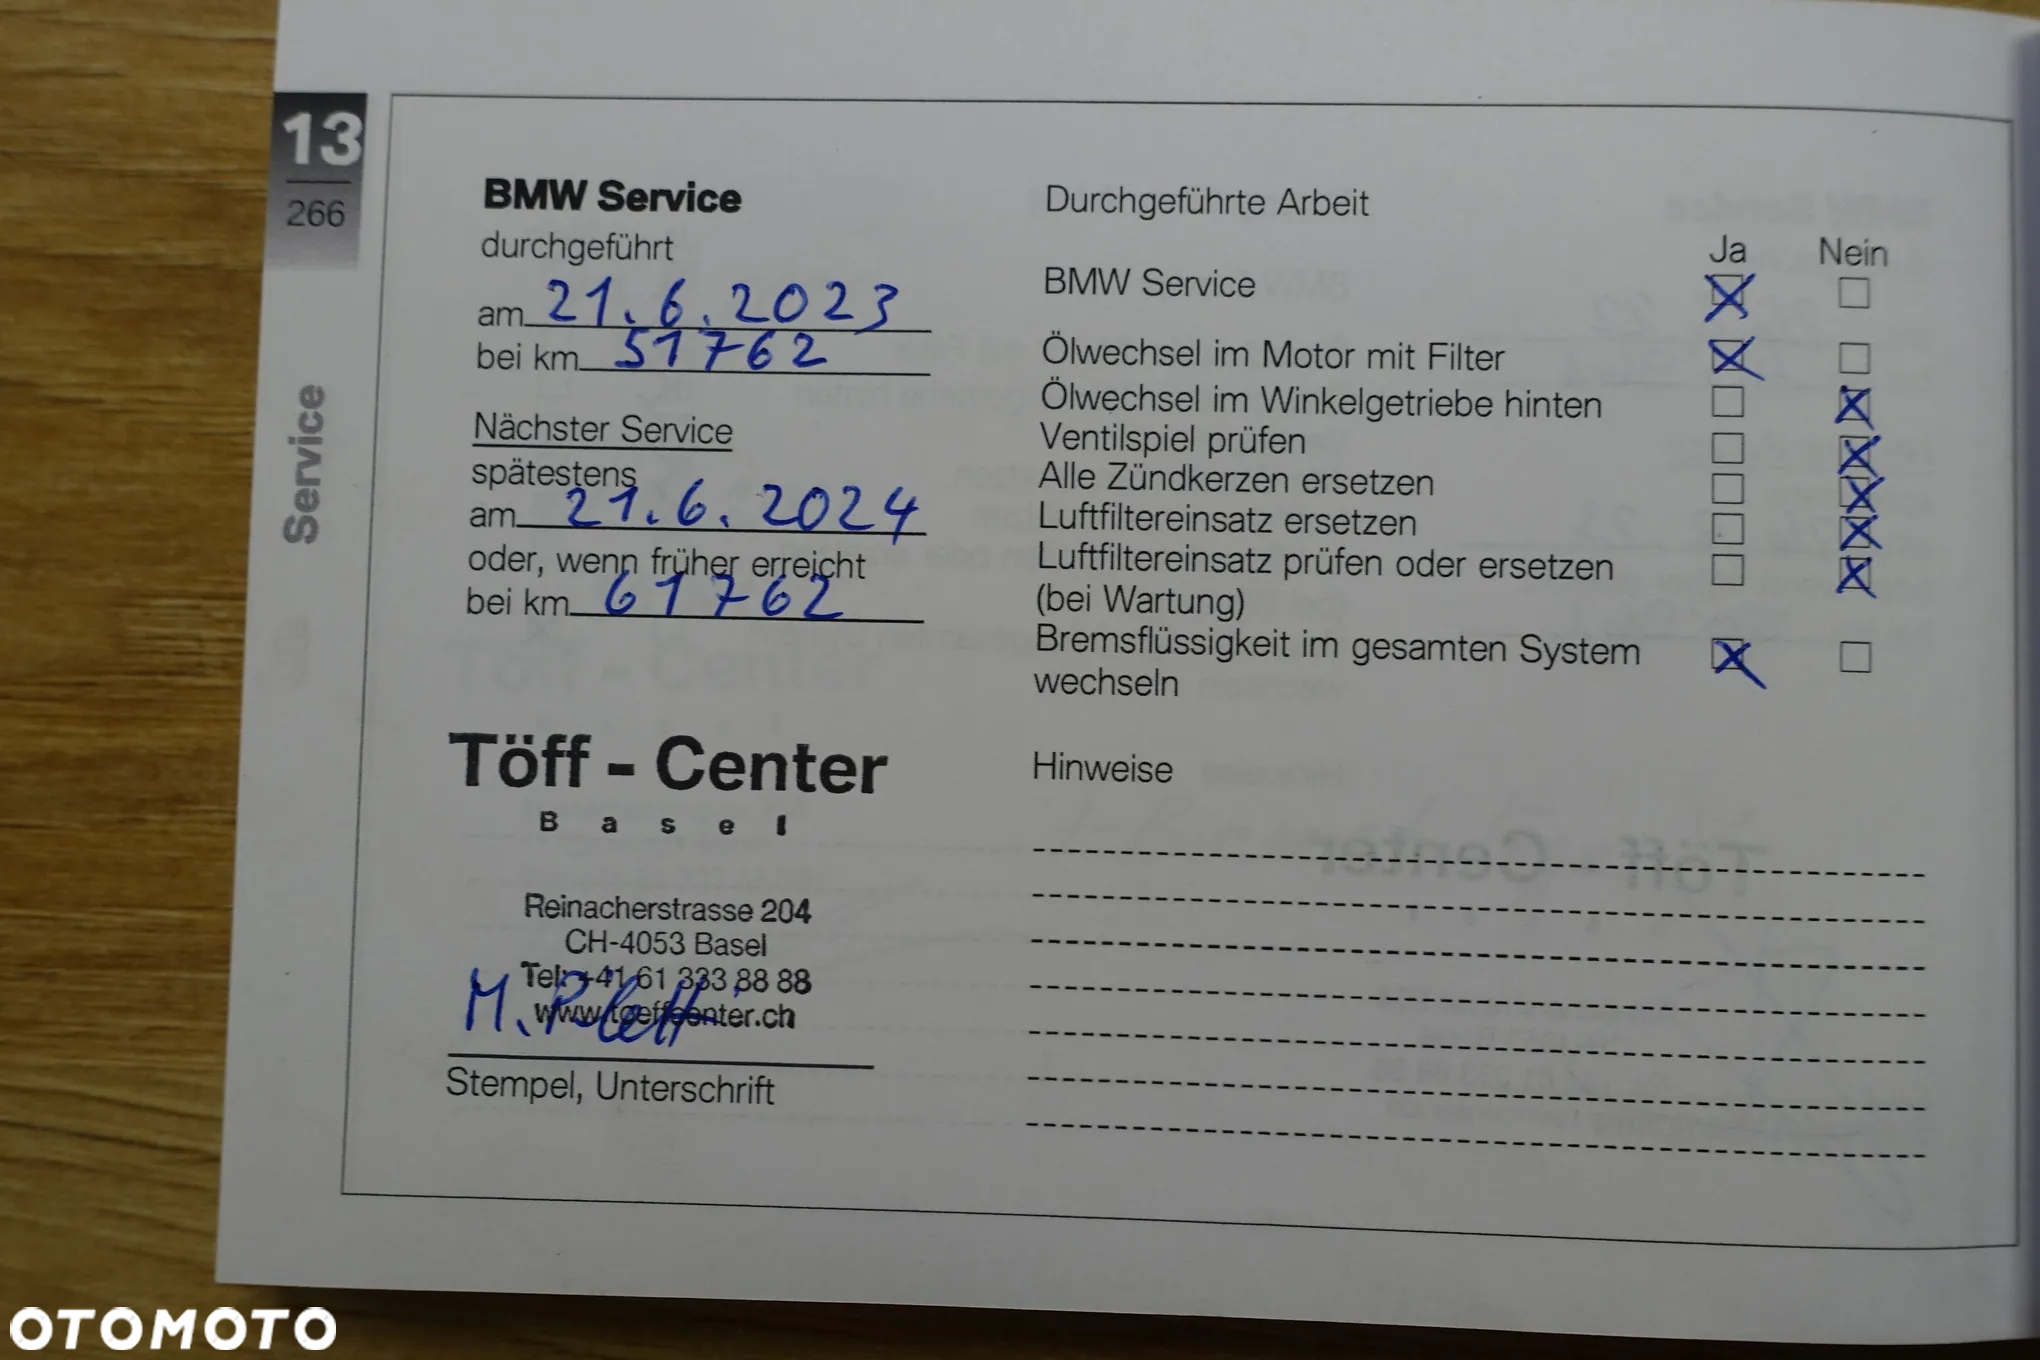 13
266
Service
BMW Service
durchgeführt
am 21.6.2023
bei km 51762
Nächster Service
spätestens
am 21.6.2024
oder, wenn früher erreicht
bei km 61762
Töff - Center
Basel
Reinacherstrasse 204
CH-4053 Basel
Tel: +41 61 333 88 88
www.toeffcenter.ch
Stempel, Unterschrift
Durchgeführte Arbeit
Ja Nein
BMW Service
Ölwechsel im Motor mit Filter
Ölwechsel im Winkelgetriebe hinten
Ventilspiel prüfen
Alle Zündkerzen ersetzen
Luftfiltereinsatz ersetzen
Luftfiltereinsatz prüfen oder ersetzen
(bei Wartung)
Bremsflüssigkeit im gesamten System
wechseln
Hinweise
OTOMOTO